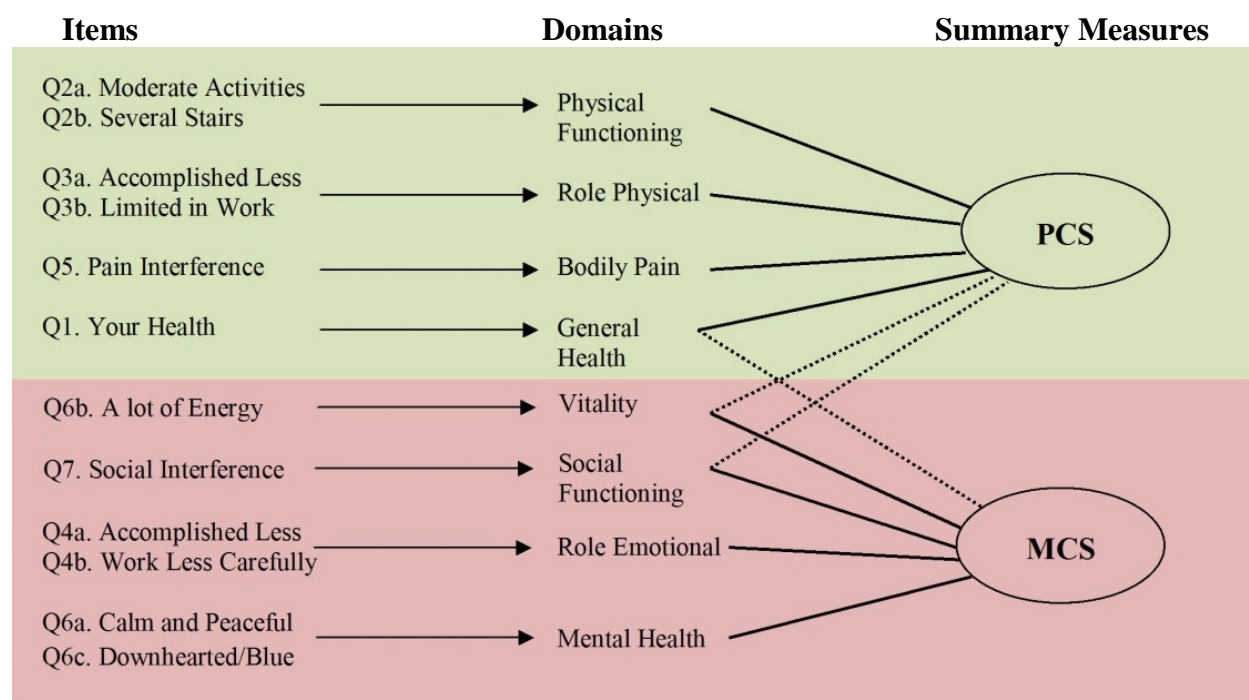 Items Domains Summary Measures
Q2a. Moderate Activities
Q2b. Several Stairs
Physical
Functioning
Q3a. Accomplished Less
Q3b. Limited in Work
Role Physical
PCS
Q5. Pain Interference
Bodily Pain
Q1. Your Health
General
Health
Q6b. A lot of Energy
Vitality
Q7. Social Interference
Social
Functioning
Q4a. Accomplished Less
Q4b. Work Less Carefully
Role Emotional
MCS
Q6a. Calm and Peaceful
Q6c. Downhearted/Blue
Mental Health